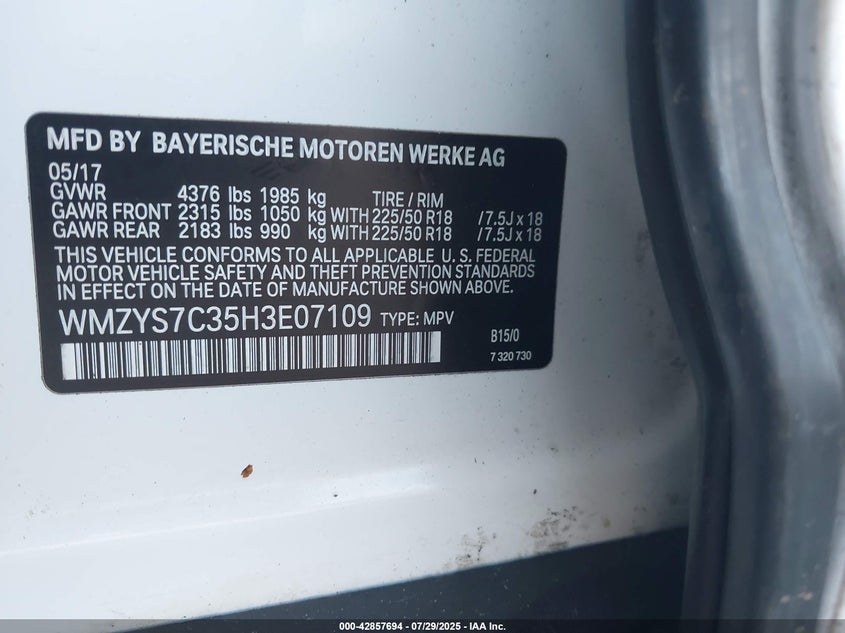 MFD BY BAYERISCHE MOTOREN WERKE AG
05/17
GVWR 4376 lbs 1985 kg TIRE / RIM
GAWR FRONT 2315 lbs 1050 kg WITH 225/50 R18 /7.5J x 18
GAWR REAR 2183 lbs 990 kg WITH 225/50 R18 /7.5J x 18
THIS VEHICLE CONFORMS TO ALL APPLICABLE U. S. FEDERAL
MOTOR VEHICLE SAFETY AND THEFT PREVENTION STANDARDS
IN EFFECT ON THE DATE OF MANUFACTURE SHOWN ABOVE.
WMZYS7C35H3E07109 TYPE: MPV
B15/0
7 320 730
000-42857694 / 07/29/2025 - IAA Inc.